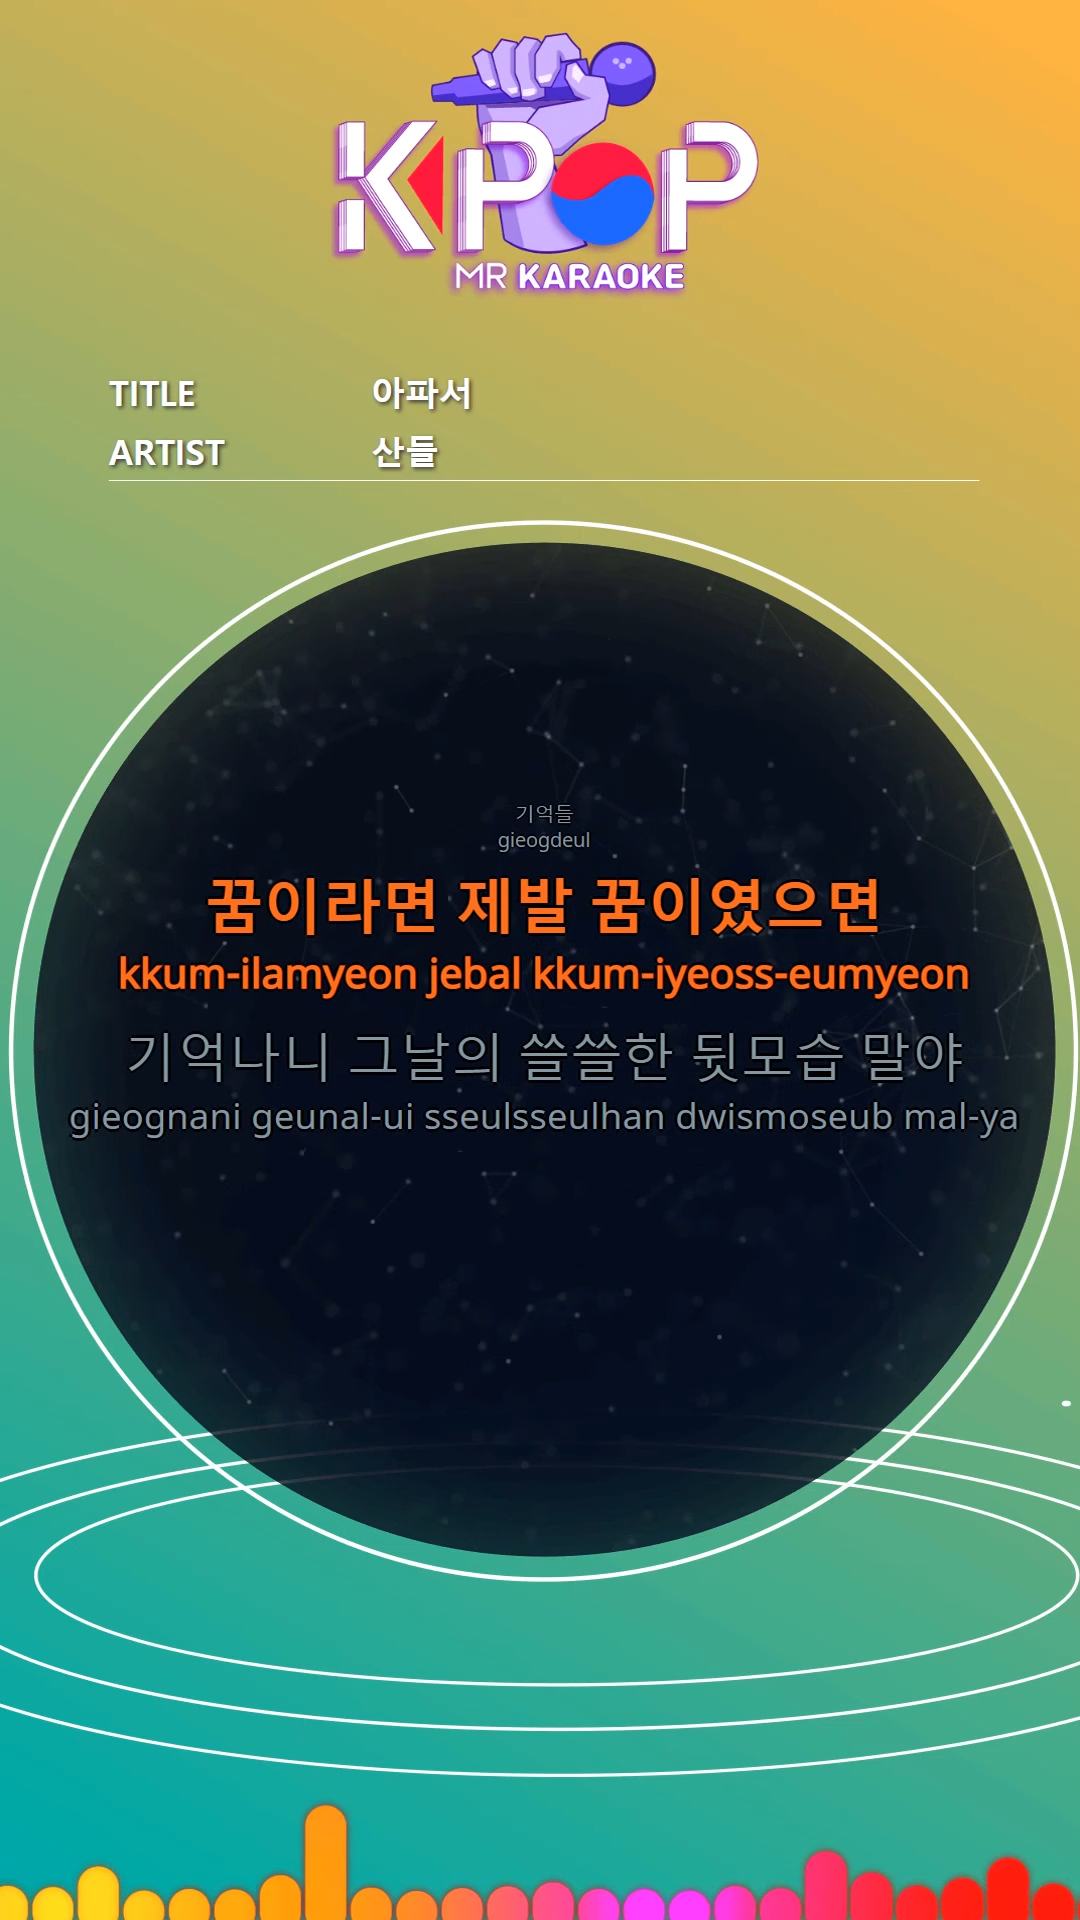 KPOP
MR KARAOKE
TITLE 아파서
ARTIST 산들
기억들
gieogdeul
꿈이라면 제발 꿈이였으면
kkum-ilamyeon jebal kkum-iyeoss-eumyeon
기억나니 그날의 쓸쓸한 뒷모습 말야
gieognani geunal-ui sseulsseulhan dwismoseub mal-ya